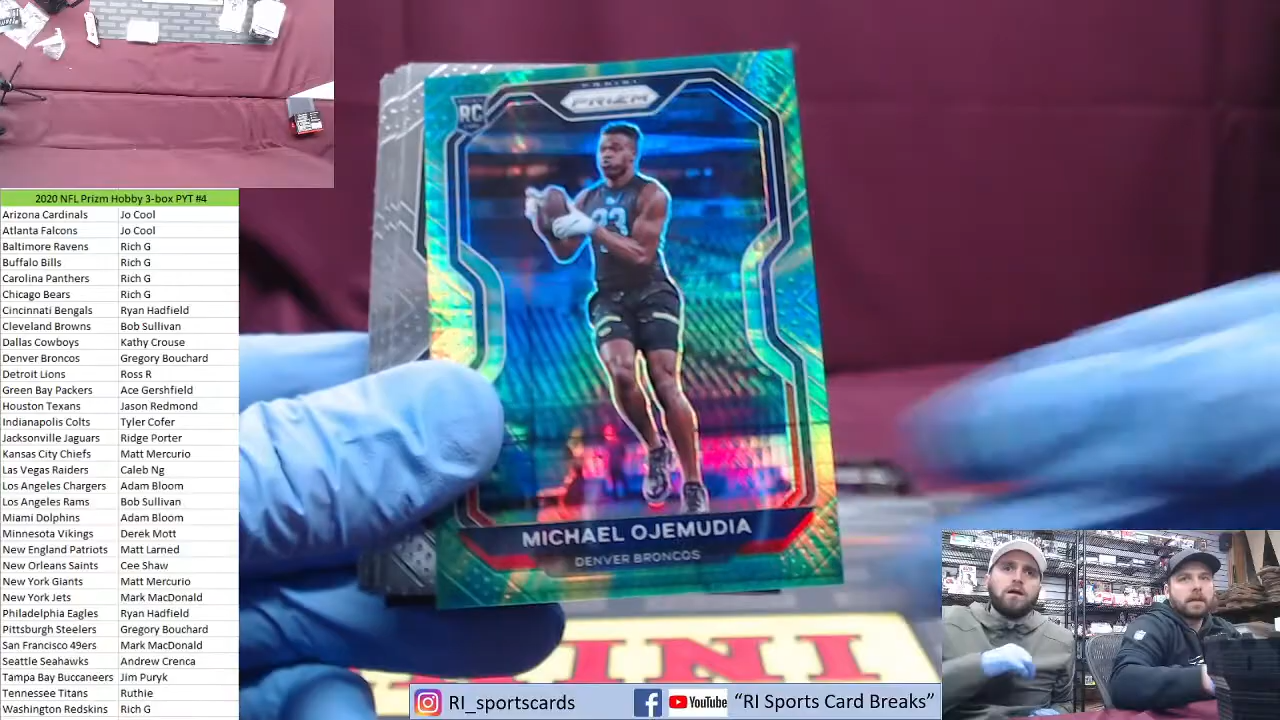 2020 NFL Prizm Hobby 3-box PYT #4
Arizona Cardinals Jo Cool
Atlanta Falcons Jo Cool
Baltimore Ravens Rich G
Buffalo Bills Rich G
Carolina Panthers Rich G
Chicago Bears Rich G
Cincinnati Bengals Ryan Hadfield
Cleveland Browns Bob Sullivan
Dallas Cowboys Kathy Crouse
Denver Broncos Gregory Bouchard
Detroit Lions Ross R
Green Bay Packers Ace Gershfield
Houston Texans Jason Redmond
Indianapolis Colts Tyler Cofer
Jacksonville Jaguars Ridge Porter
Kansas City Chiefs Matt Mercurio
Las Vegas Raiders Caleb Ng
Los Angeles Chargers Adam Bloom
Los Angeles Rams Bob Sullivan
Miami Dolphins Adam Bloom
Minnesota Vikings Derek Mott
New England Patriots Matt Larned
New Orleans Saints Cee Shaw
New York Giants Matt Mercurio
New York Jets Mark MacDonald
Philadelphia Eagles Ryan Hadfield
Pittsburgh Steelers Gregory Bouchard
San Francisco 49ers Mark MacDonald
Seattle Seahawks Andrew Crenca
Tampa Bay Buccaneers Jim Puryk
Tennessee Titans Ruthie
Washington Redskins Rich G
PANINI
PRIZM
RC
33
MICHAEL OJEMUDIA
DENVER BRONCOS
RI_sportscards
YouTube "RI Sports Card Breaks"